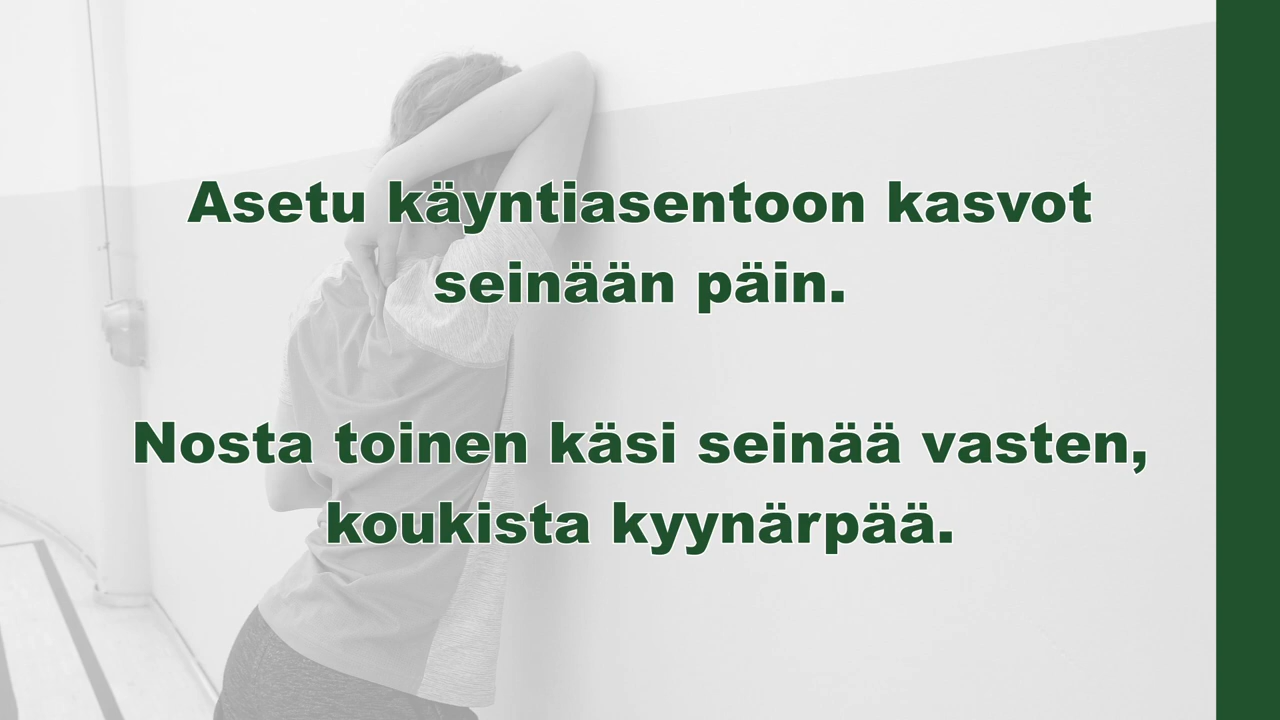 Asetu käyntiasentoon kasvot
seinään päin.
Nosta toinen käsi seinää vasten,
koukista kyynärpää.